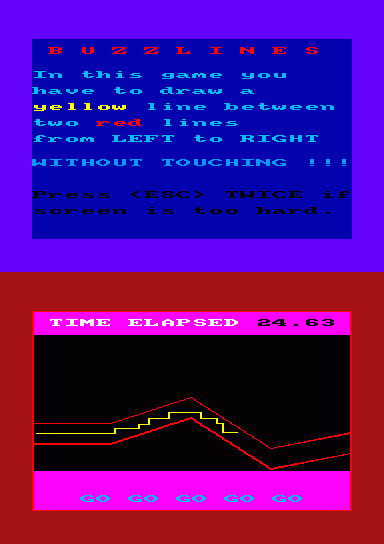 B U Z Z L I N E S
In this game you
have to draw a
yellow line between
two red lines
from LEFT to RIGHT
WITHOUT TOUCHING !!!
Press <ESC> TWICE if
screen is too hard.
TIME ELAPSED 24.63
GO GO GO GO GO